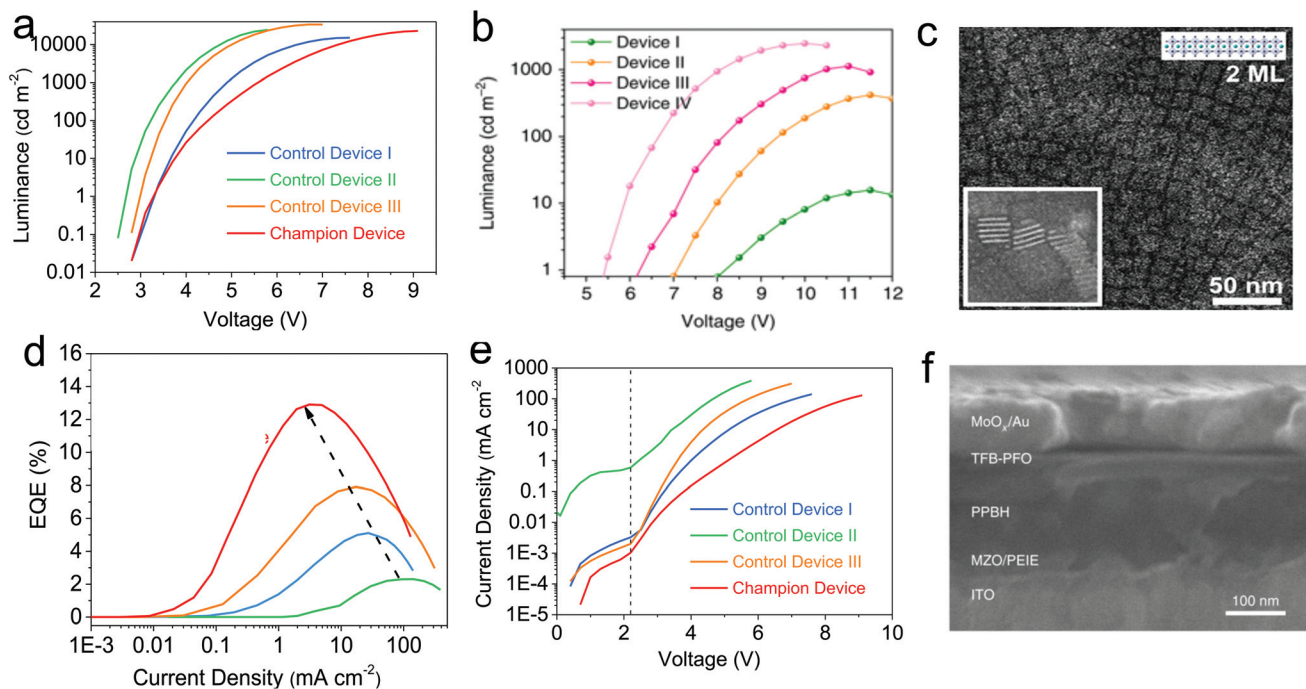 a
Luminance (cd m⁻²)
10000
1000
100
10
1
0.1
0.01
Control Device I
Control Device II
Control Device III
Champion Device
2 3 4 5 6 7 8 9 10
Voltage (V)
b
Luminance (cd m⁻²)
1000
100
10
1
Device I
Device II
Device III
Device IV
5 6 7 8 9 10 11 12
Voltage (V)
c
2 ML
50 nm
d
EQE (%)
16
14
12
10
8
6
4
2
0
1E-3 0.01 0.1 1 10 100
Current Density (mA cm⁻²)
e
Current Density (mA cm⁻²)
1000
100
10
1
0.1
0.01
1E-3
1E-4
1E-5
Control Device I
Control Device II
Control Device III
Champion Device
0 2 4 6 8 10
Voltage (V)
f
MoOₓ/Au
TFB-PFO
PPBH
MZO/PEIE
ITO
100 nm